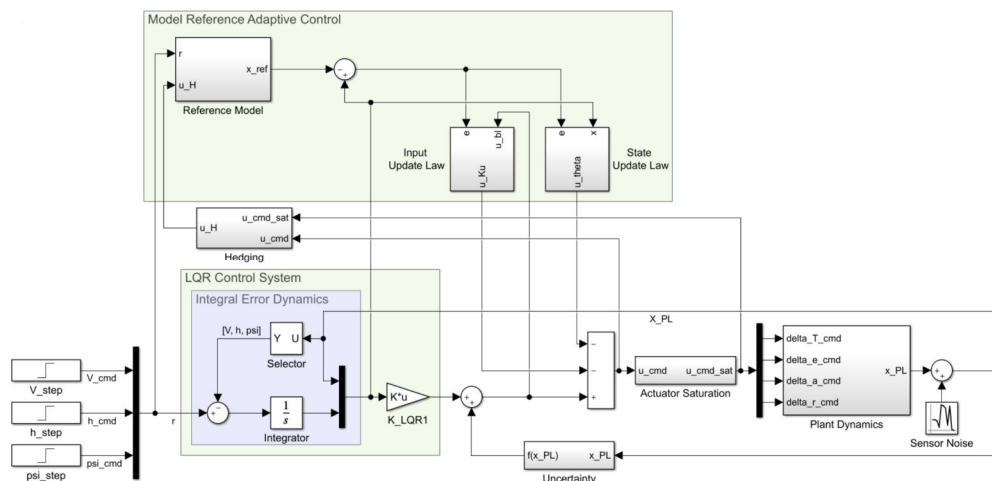 Model Reference Adaptive Control
r
u_H
x_ref
Reference Model
−
+
e
u_bl
u_Ku
Input
Update Law
e
x
u_theta
State
Update Law
u_H
u_cmd_sat
u_cmd
Hedging
LQR Control System
Integral Error Dynamics
[V, h, psi]
Y U
Selector
X_PL
V_step
V_cmd
h_step
h_cmd
psi_step
psi_cmd
r
+
−
1
s
Integrator
K*u
K_LQR1
+
+
−
−
+
u_cmd u_cmd_sat
Actuator Saturation
delta_T_cmd
delta_e_cmd
delta_a_cmd
delta_r_cmd
x_PL
Plant Dynamics
+
+
Sensor Noise
f(x_PL) x_PL
Uncertainty